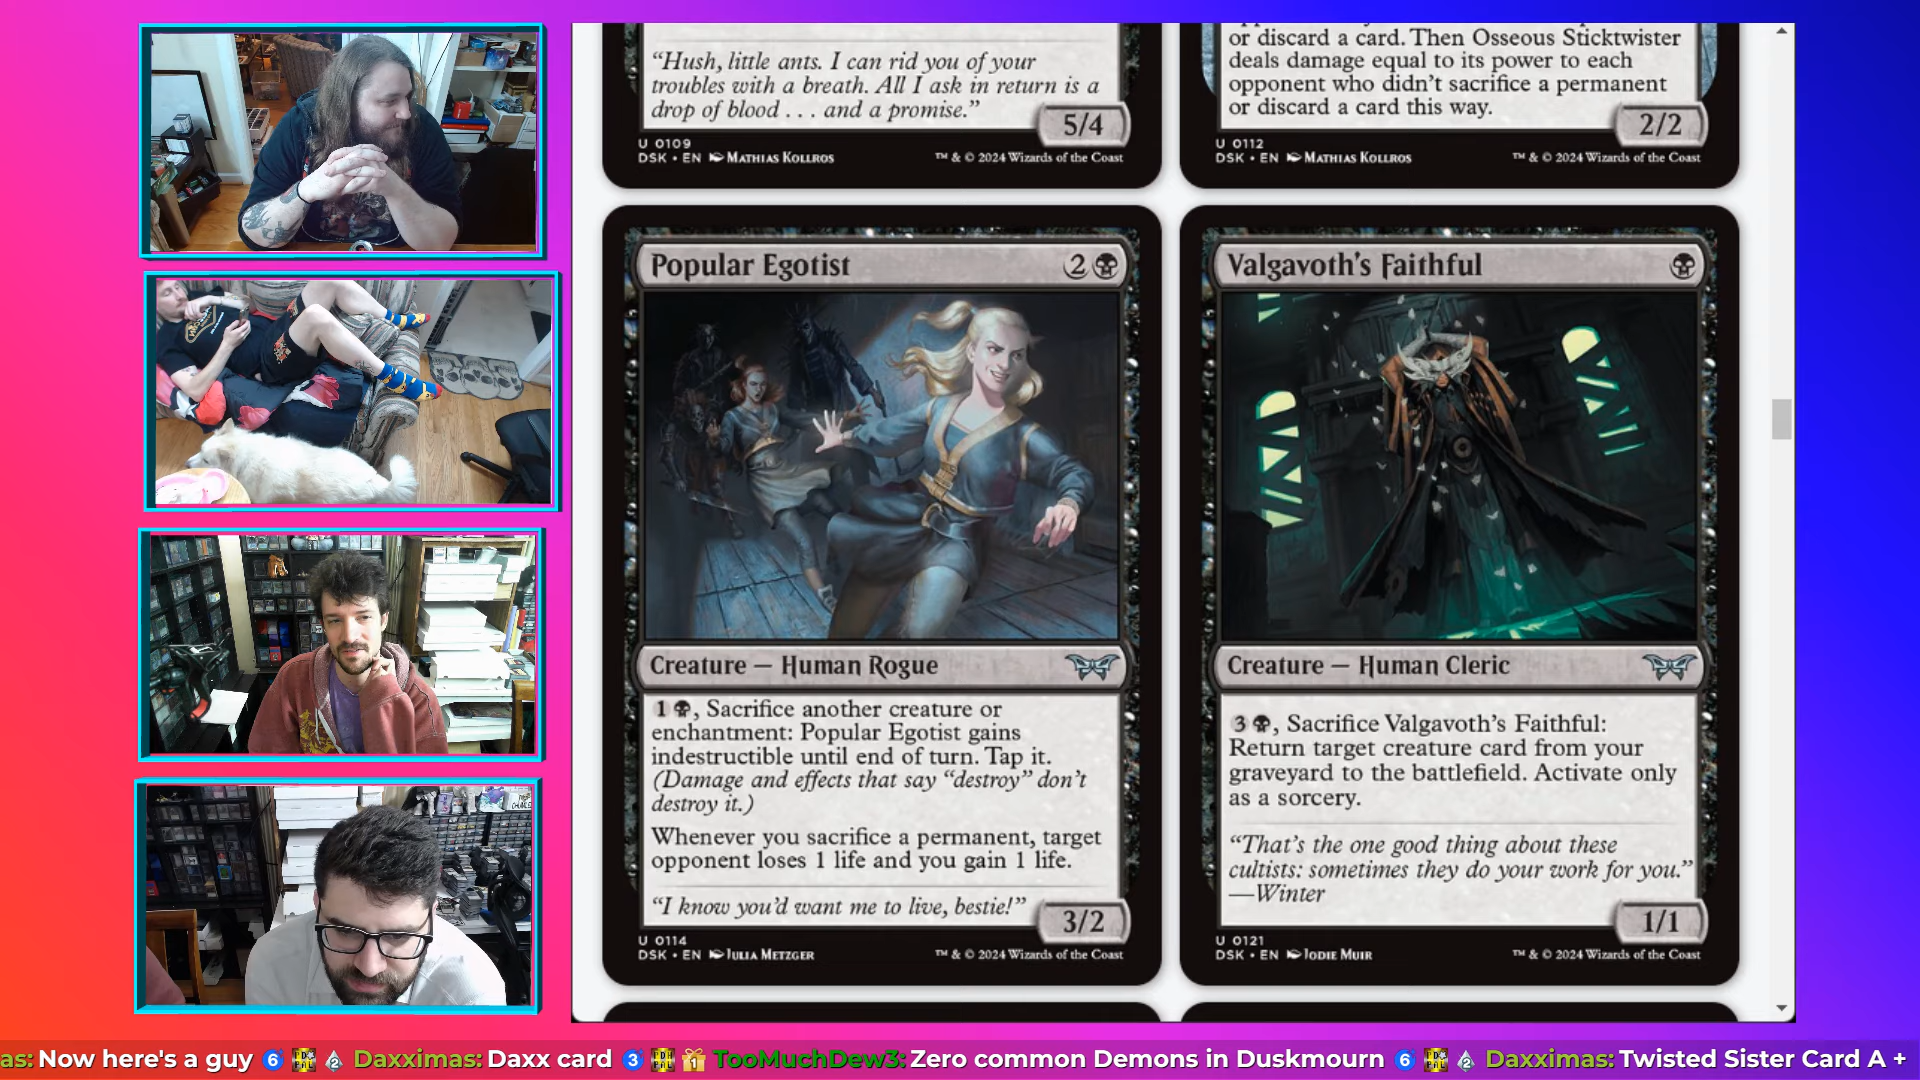 "Hush, little ants. I can rid you of your
troubles with a breath. All I ask in return is a
drop of blood . . . and a promise."
5/4
U 0109
DSK • EN MATHIAS KOLLROS
™ & © 2024 Wizards of the Coast
or discard a card. Then Osseous Sticktwister
deals damage equal to its power to each
opponent who didn't sacrifice a permanent
or discard a card this way.
2/2
U 0112
DSK • EN MATHIAS KOLLROS
™ & © 2024 Wizards of the Coast
Popular Egotist
2
Creature — Human Rogue
1, Sacrifice another creature or
enchantment: Popular Egotist gains
indestructible until end of turn. Tap it.
(Damage and effects that say "destroy" don't
destroy it.)
Whenever you sacrifice a permanent, target
opponent loses 1 life and you gain 1 life.
"I know you'd want me to live, bestie!"
3/2
U 0114
DSK • EN JULIA METZGER
™ & © 2024 Wizards of the Coast
Valgavoth's Faithful
Creature — Human Cleric
3, Sacrifice Valgavoth's Faithful:
Return target creature card from your
graveyard to the battlefield. Activate only
as a sorcery.
"That's the one good thing about these
cultists: sometimes they do your work for you."
—Winter
1/1
U 0121
DSK • EN JODIE MUIR
™ & © 2024 Wizards of the Coast
as: Now here's a guy 6 2 Daxximas: Daxx card 3 1 TooMuchDew3: Zero common Demons in Duskmourn 6 2 Daxximas: Twisted Sister Card A +